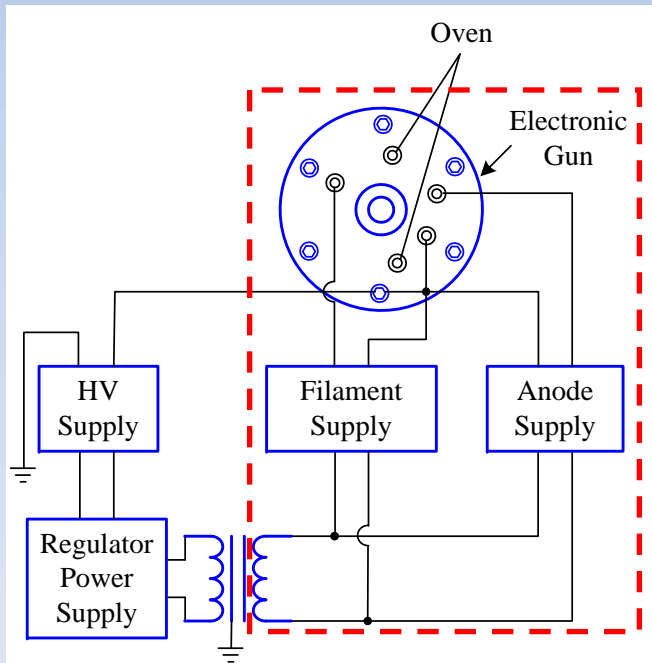 Oven
Electronic
Gun
HV
Supply
Filament
Supply
Anode
Supply
Regulator
Power
Supply